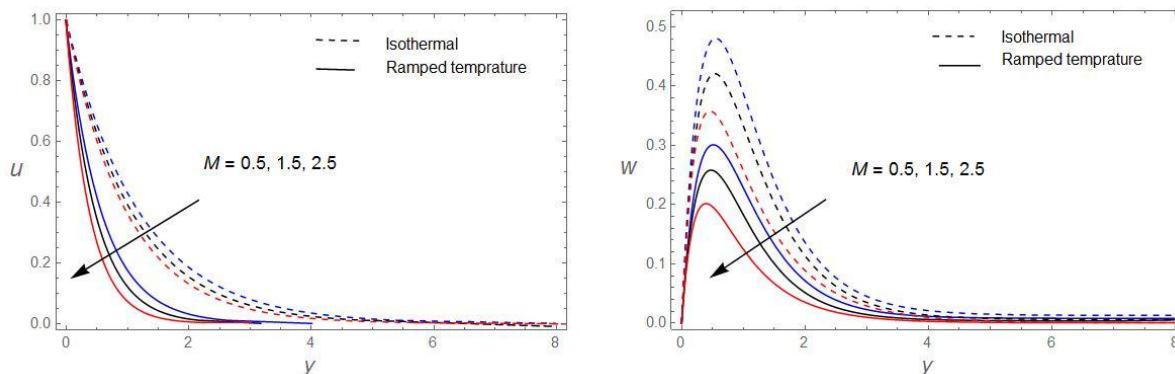 1.0
0.8
0.6
0.4
0.2
0.0
u
Isothermal
Ramped temprature
M = 0.5, 1.5, 2.5
0 2 4 6 8
y
0.5
0.4
0.3
0.2
0.1
0.0
w
Isothermal
Ramped temprature
M = 0.5, 1.5, 2.5
0 2 4 6 8
y